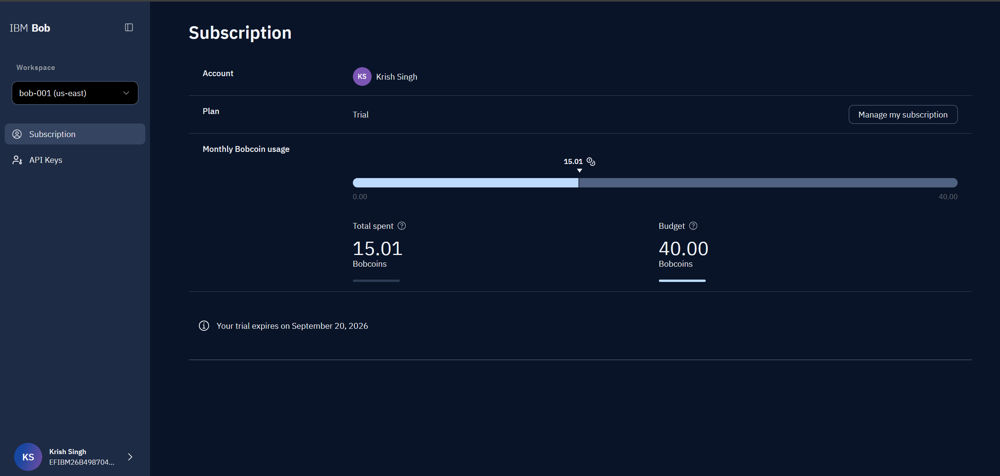 IBM Bob
Workspace
bob-001 (us-east)
Subscription
API Keys
KS
Krish Singh
EFIBM26B498704...
Subscription
Account
KS
Krish Singh
Plan
Trial
Manage my subscription
Monthly Bobcoin usage
15.01
0.00
40.00
Total spent
15.01
Bobcoins
Budget
40.00
Bobcoins
Your trial expires on September 20, 2026